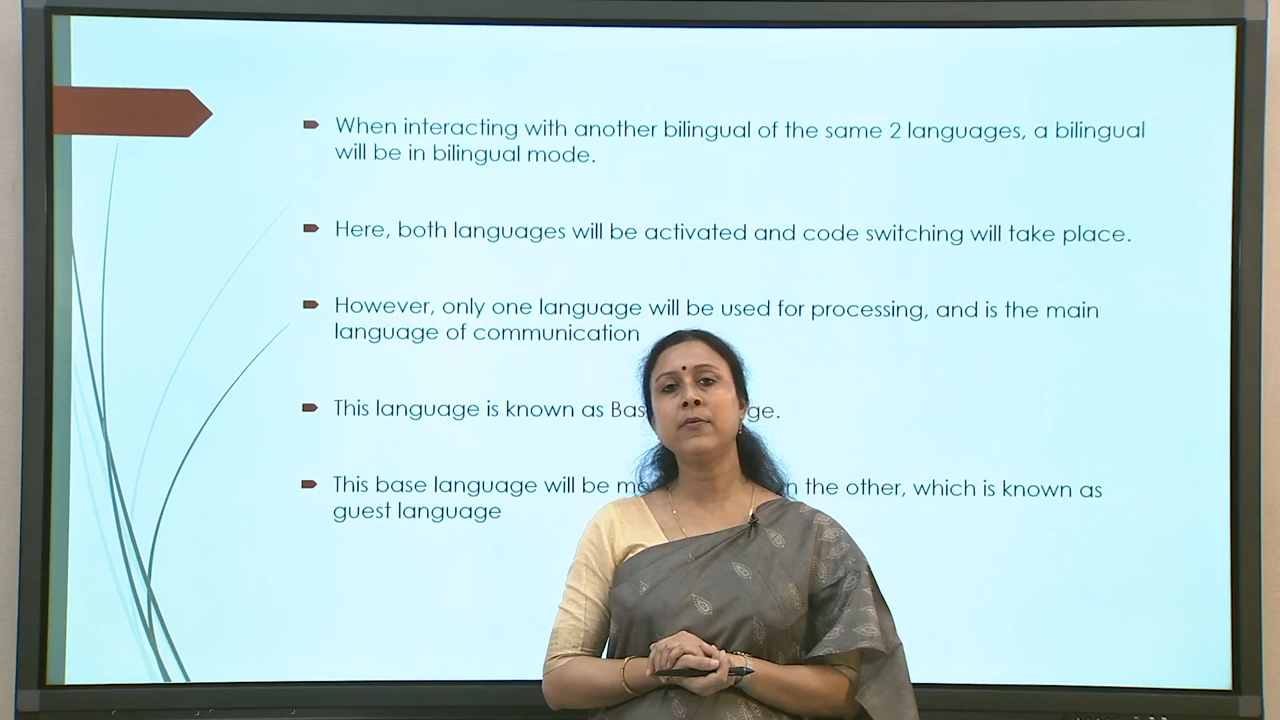 When interacting with another bilingual of the same 2 languages, a bilingual
will be in bilingual mode.
Here, both languages will be activated and code switching will take place.
However, only one language will be used for processing, and is the main
language of communication
This language is known as
This base language will be the other, which is known as
guest language